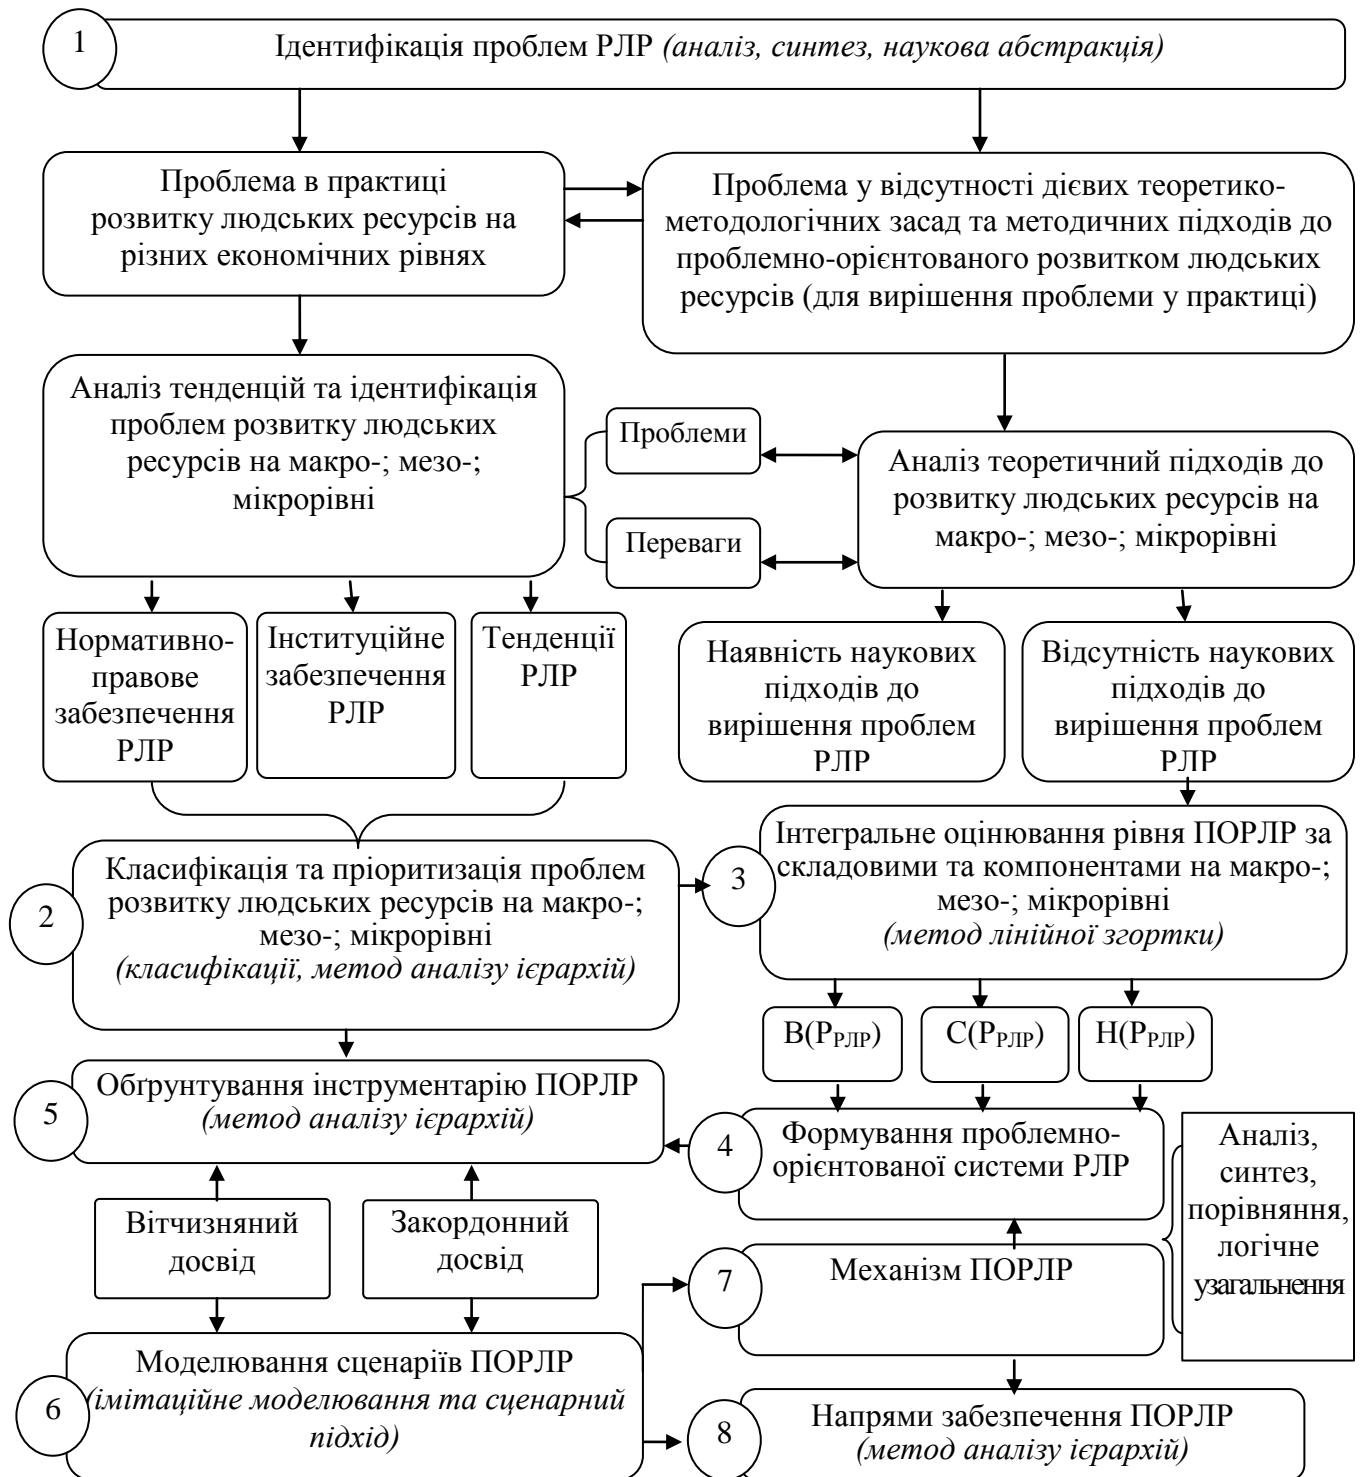 1
Ідентифікація проблем РЛР (аналіз, синтез, наукова абстракція)
Проблема в практиці
розвитку людських ресурсів на
різних економічних рівнях
Проблема у відсутності дієвих теоретико-
методологічних засад та методичних підходів до
проблемно-орієнтованого розвитком людських
ресурсів (для вирішення проблеми у практиці)
Аналіз тенденцій та ідентифікація
проблем розвитку людських
ресурсів на макро-; мезо-;
мікрорівні
Проблеми
Переваги
Аналіз теоретичний підходів до
розвитку людських ресурсів на
макро-; мезо-; мікрорівні
Нормативно-
правове
забезпечення
РЛР
Інституційне
забезпечення
РЛР
Тенденції
РЛР
Наявність наукових
підходів до
вирішення проблем
РЛР
Відсутність наукових
підходів до
вирішення проблем
РЛР
2
Класифікація та пріоритизація проблем
розвитку людських ресурсів на макро-;
мезо-; мікрорівні
(класифікації, метод аналізу ієрархій)
3
Інтегральне оцінювання рівня ПОРЛР за
складовими та компонентами на макро-;
мезо-; мікрорівні
(метод лінійної згортки)
В(РРЛР)
С(РРЛР)
Н(РРЛР)
5
Обґрунтування інструментарію ПОРЛР
(метод аналізу ієрархій)
4
Формування проблемно-
орієнтованої системи РЛР
Аналіз,
синтез,
порівняння,
логічне
узагальнення
Вітчизняний
досвід
Закордонний
досвід
7
Механізм ПОРЛР
6
Моделювання сценаріїв ПОРЛР
(імітаційне моделювання та сценарний
підхід)
8
Напрями забезпечення ПОРЛР
(метод аналізу ієрархій)